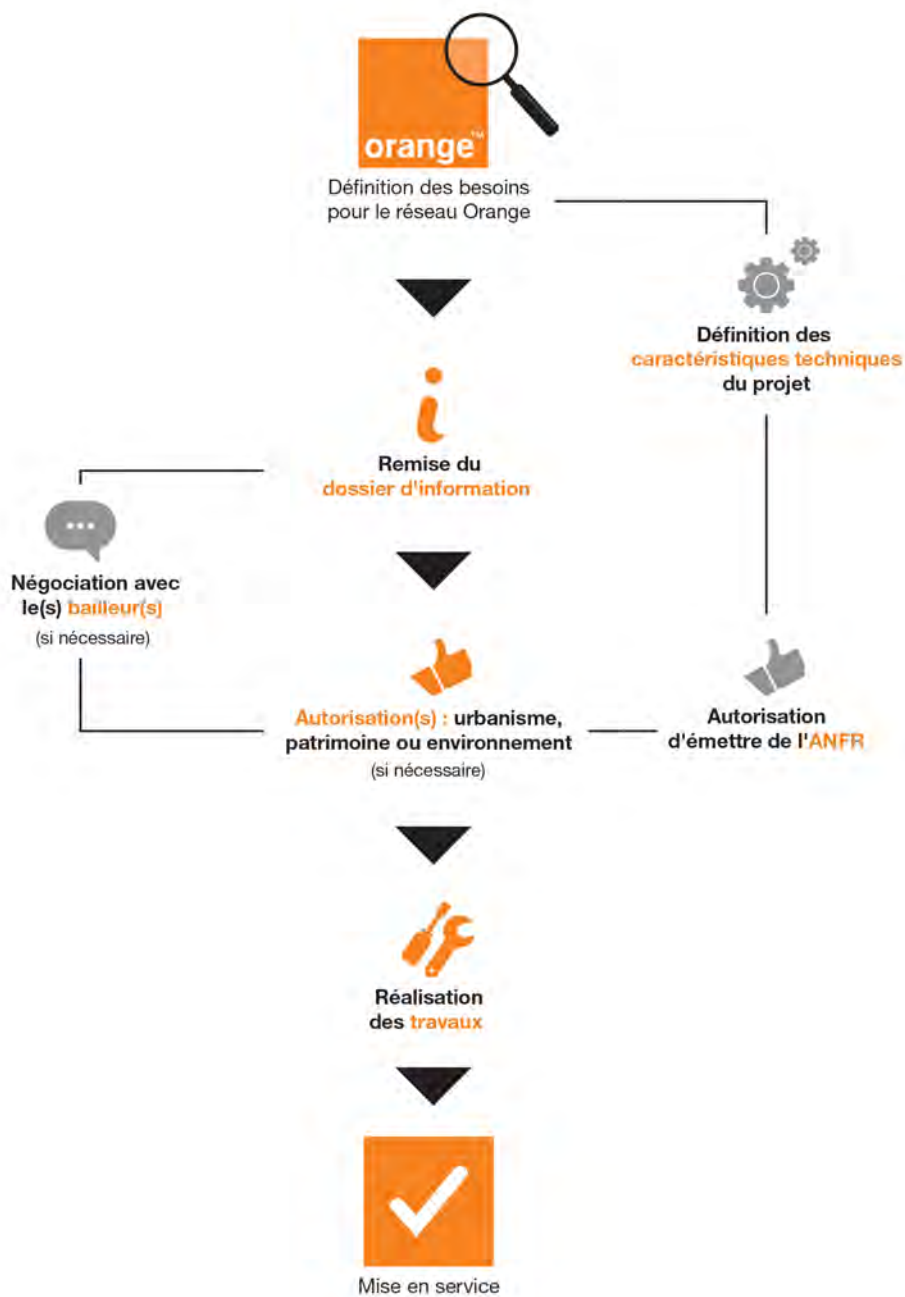 orange™
Définition des besoins
pour le réseau Orange
Définition des
caractéristiques techniques
du projet
Remise du
dossier d'information
Négociation avec
le(s) bailleur(s)
(si nécessaire)
Autorisation(s) : urbanisme,
patrimoine ou environnement
(si nécessaire)
Autorisation
d'émettre de l'ANFR
Réalisation
des travaux
Mise en service